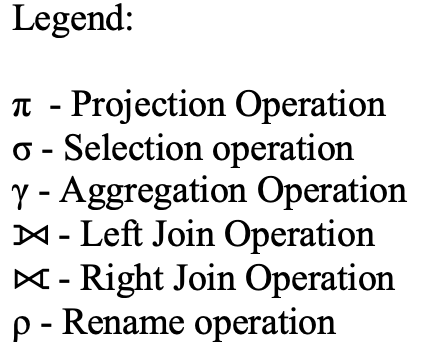 Legend:
π - Projection Operation
σ - Selection operation
γ - Aggregation Operation
⟕ - Left Join Operation
⟖ - Right Join Operation
ρ - Rename operation